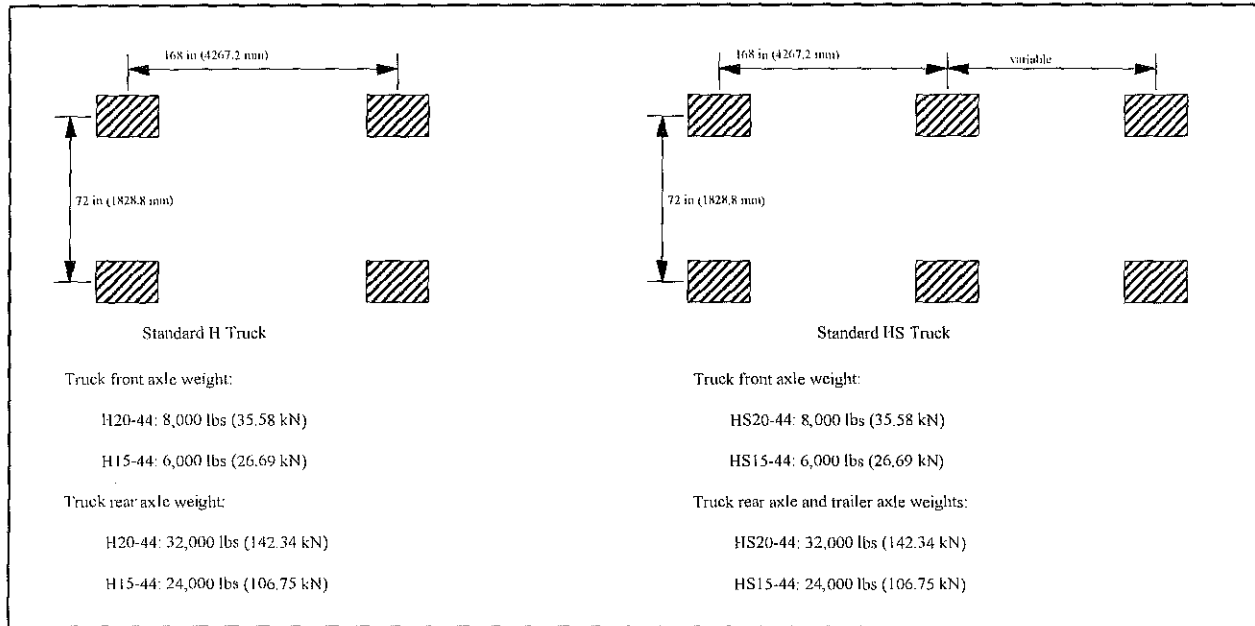 168 in (4267.2 mm)
72 in (1828.8 mm)
Standard H Truck
Truck front axle weight:
H20-44: 8,000 lbs (35.58 kN)
H15-44: 6,000 lbs (26.69 kN)
Truck rear axle weight:
H20-44: 32,000 lbs (142.34 kN)
H15-44: 24,000 lbs (106.75 kN)
168 in (4267.2 mm)
variable
72 in (1828.8 mm)
Standard HS Truck
Truck front axle weight:
HS20-44: 8,000 lbs (35.58 kN)
HS15-44: 6,000 lbs (26.69 kN)
Truck rear axle and trailer axle weights:
HS20-44: 32,000 lbs (142.34 kN)
HS15-44: 24,000 lbs (106.75 kN)